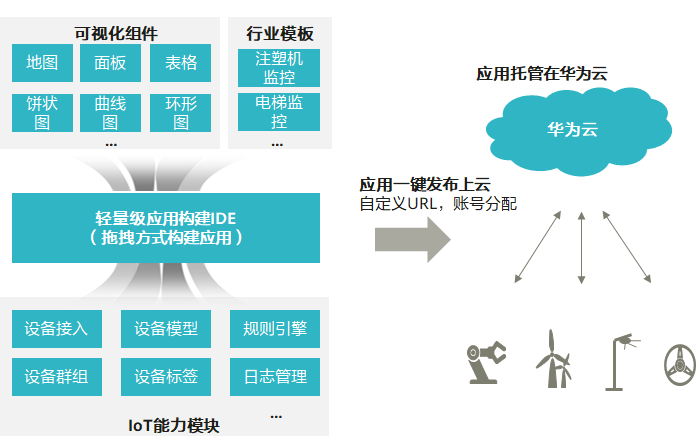 可视化组件
地图
面板
表格
饼状
图
曲线
图
环形
图
...
行业模板
注塑机
监控
电梯监
控
...
轻量级应用构建IDE
（拖拽方式构建应用）
设备接入
设备模型
规则引擎
设备群组
设备标签
日志管理
...
IoT能力模块
应用一键发布上云
自定义URL，账号分配
应用托管在华为云
华为云